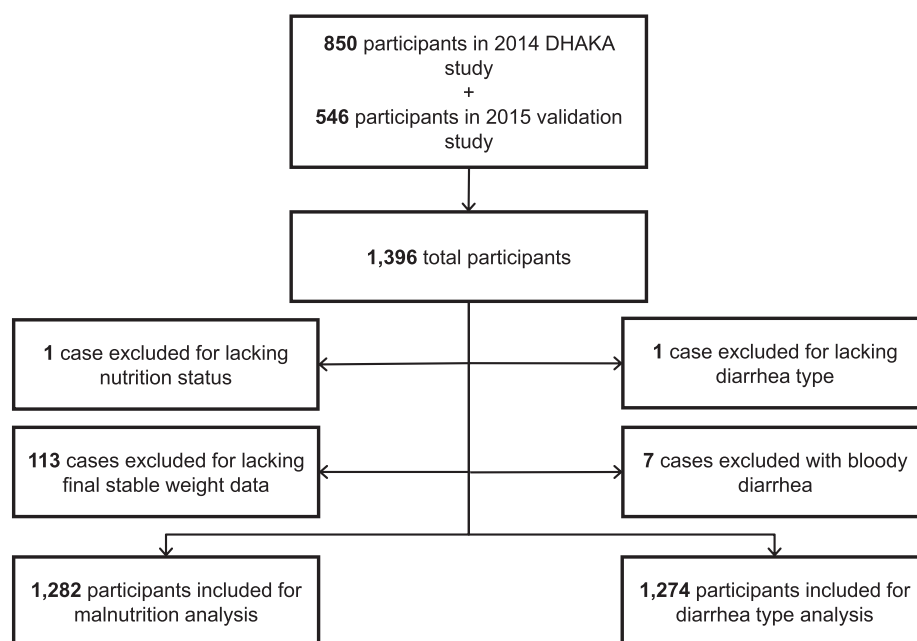 850 participants in 2014 DHAKA
study
+
546 participants in 2015 validation
study
1,396 total participants
1 case excluded for lacking
nutrition status
1 case excluded for lacking
diarrhea type
113 cases excluded for lacking
final stable weight data
7 cases excluded with bloody
diarrhea
1,282 participants included for
malnutrition analysis
1,274 participants included for
diarrhea type analysis